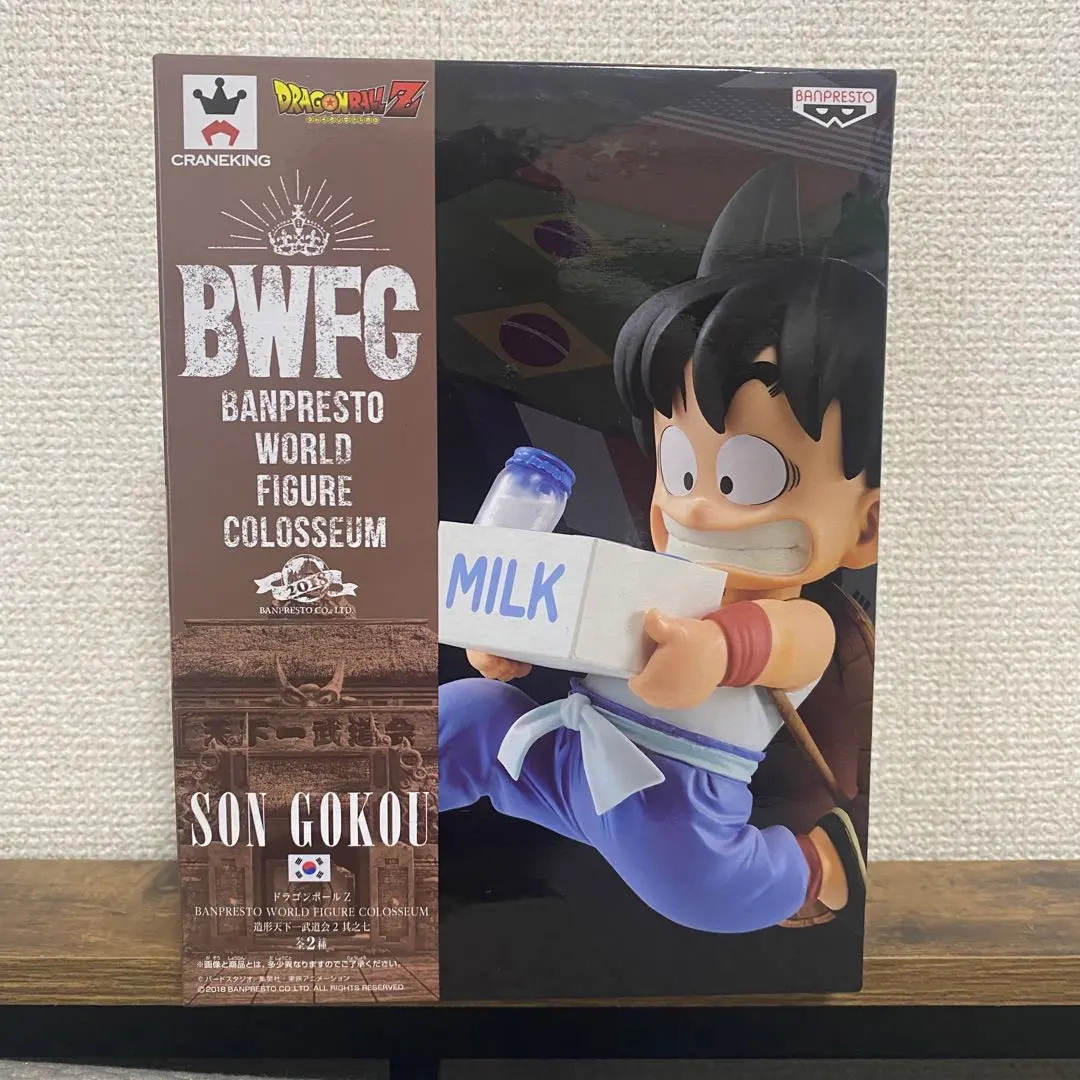 CRANEKING
DRAGONBALL Z
BANPRESTO
BWFC
BANPRESTO
WORLD
FIGURE
COLOSSEUM
2018
BANPRESTO CO., LTD.
天下一武道会
MILK
SON GOKOU
ドラゴンボールZ
BANPRESTO WORLD FIGURE COLOSSEUM
造形天下一武道会2 其之七
全2種
※画像と商品とは、多少異なりますのでご了承ください。
©バードスタジオ/集英社・東映アニメーション
©2018 BANPRESTO CO.,LTD. ALL RIGHTS RESERVED